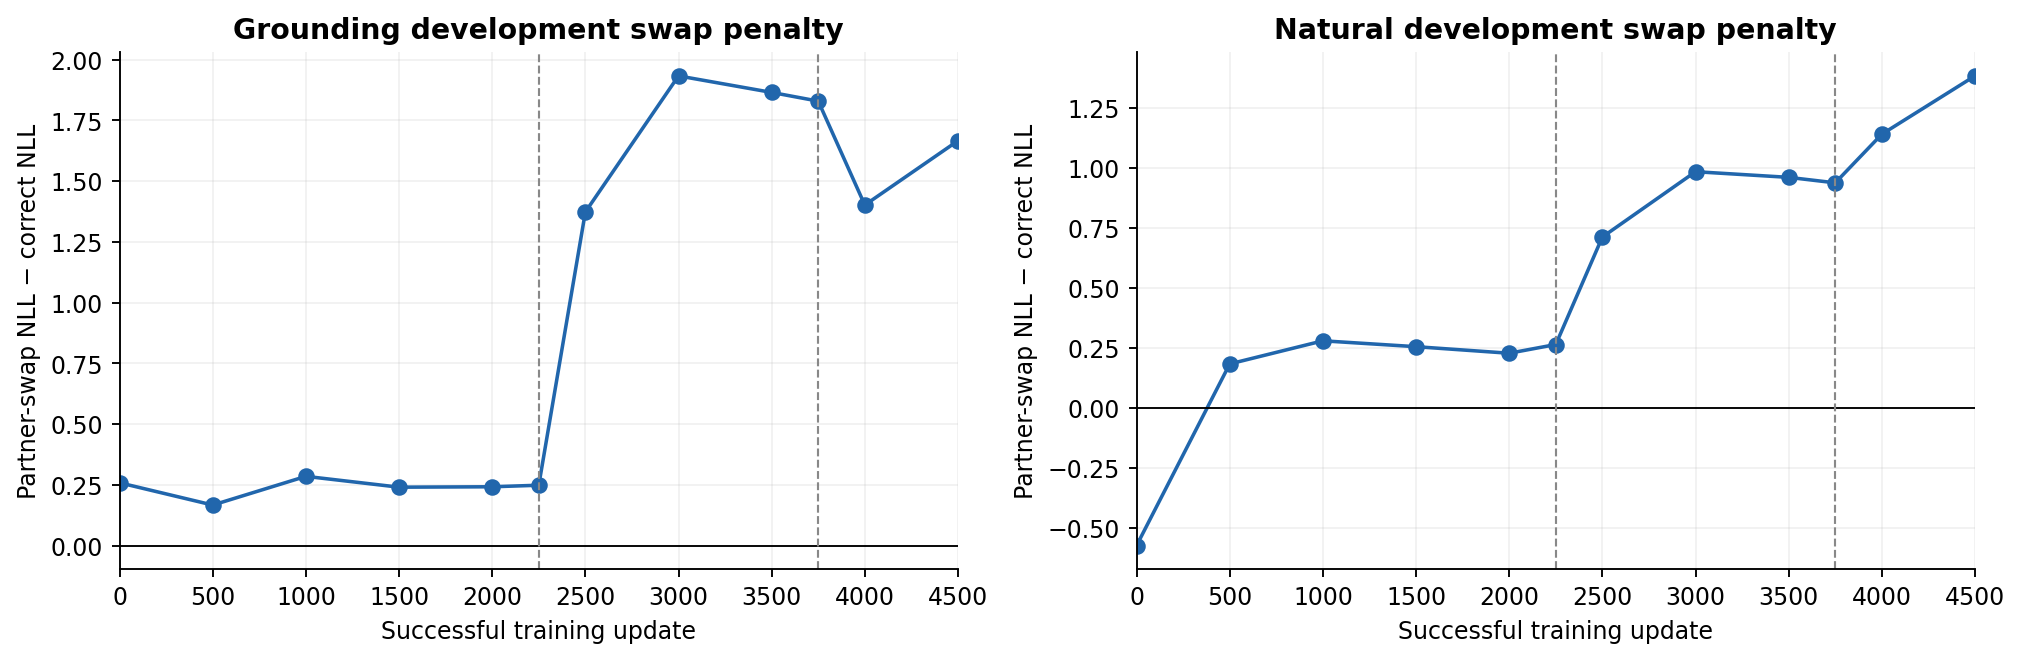 Grounding development swap penalty
Partner-swap NLL − correct NLL
2.00
1.75
1.50
1.25
1.00
0.75
0.50
0.25
0.00
0 500 1000 1500 2000 2500 3000 3500 4000 4500
Successful training update
Natural development swap penalty
Partner-swap NLL − correct NLL
1.25
1.00
0.75
0.50
0.25
0.00
−0.25
−0.50
0 500 1000 1500 2000 2500 3000 3500 4000 4500
Successful training update